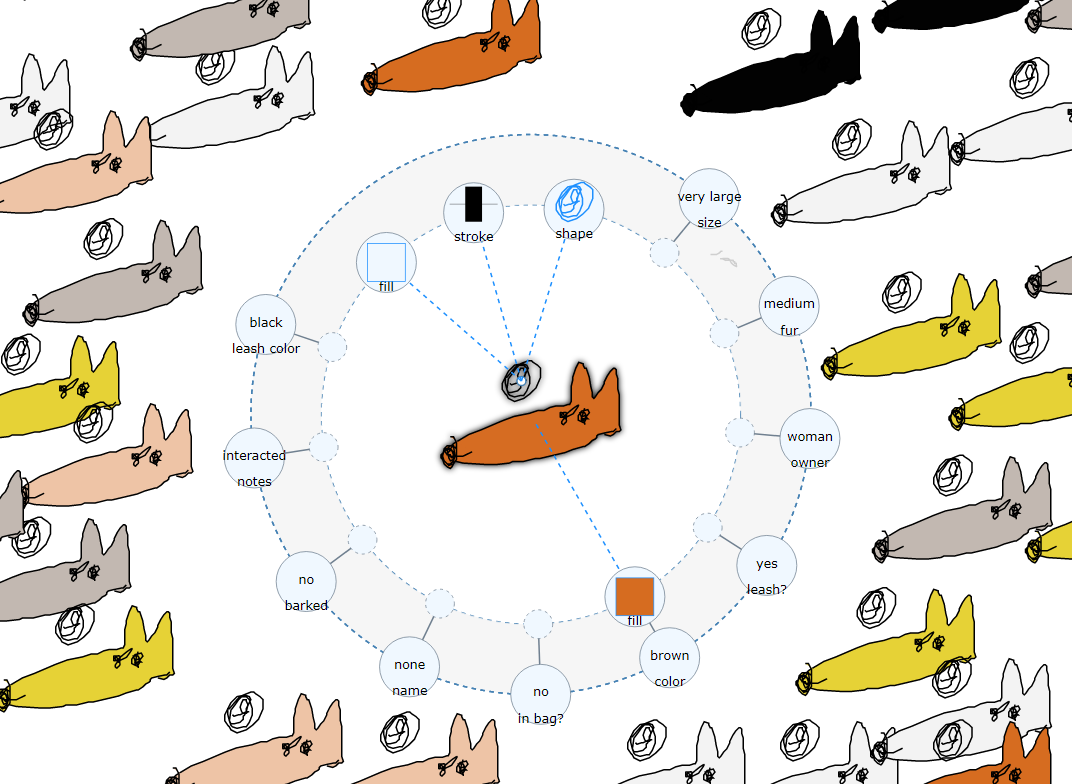 very large
size
stroke
shape
fill
medium
fur
black
leash color
woman
owner
interacted
notes
yes
leash?
no
barked
fill
brown
color
none
name
no
in bag?